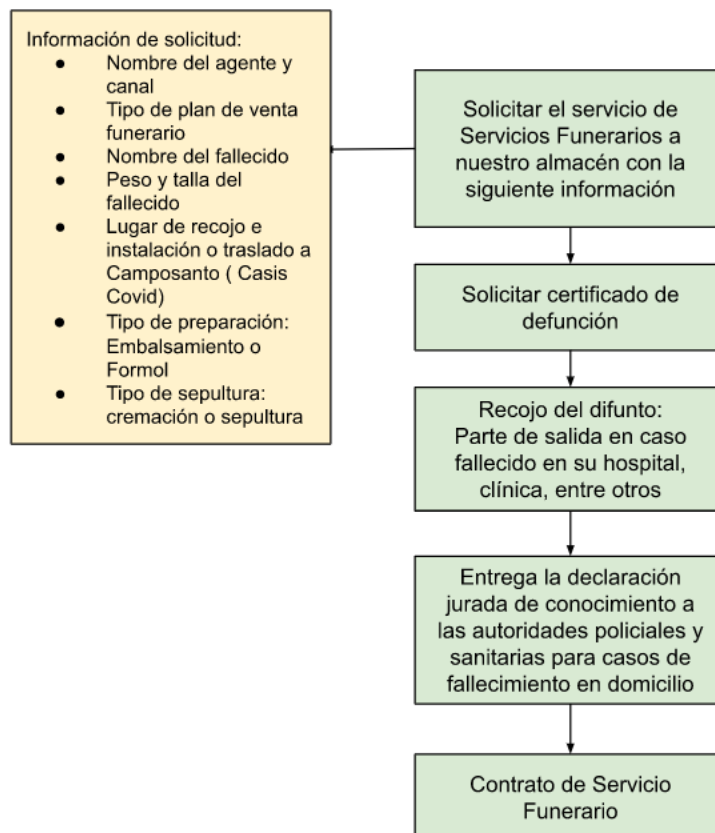 Información de solicitud:
● Nombre del agente y
canal
● Tipo de plan de venta
funerario
● Nombre del fallecido
● Peso y talla del
fallecido
● Lugar de recojo e
instalación o traslado a
Camposanto ( Casis
Covid)
● Tipo de preparación:
Embalsamiento o
Formol
● Tipo de sepultura:
cremación o sepultura
Solicitar el servicio de
Servicios Funerarios a
nuestro almacén con la
siguiente información
Solicitar certificado de
defunción
Recojo del difunto:
Parte de salida en caso
fallecido en su hospital,
clínica, entre otros
Entrega la declaración
jurada de conocimiento a
las autoridades policiales y
sanitarias para casos de
fallecimiento en domicilio
Contrato de Servicio
Funerario